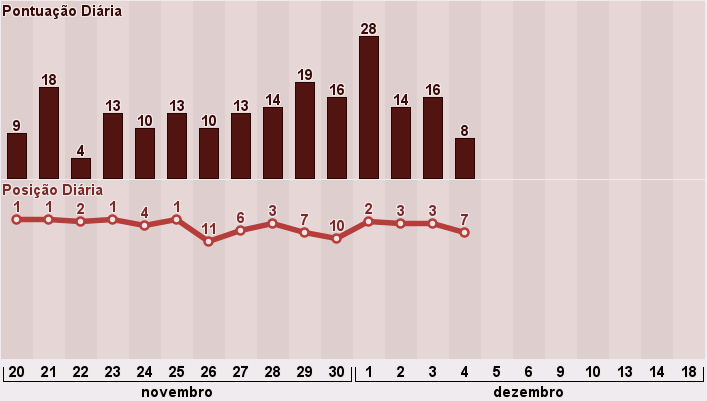 Pontuação Diária
9 18 4 13 10 13 10 13 14 19 16 28 14 16 8
Posição Diária
1 1 2 1 4 1 11 6 3 7 10 2 3 3 7
20 21 22 23 24 25 26 27 28 29 30 1 2 3 4 5 6 9 10 13 14 18
novembro dezembro